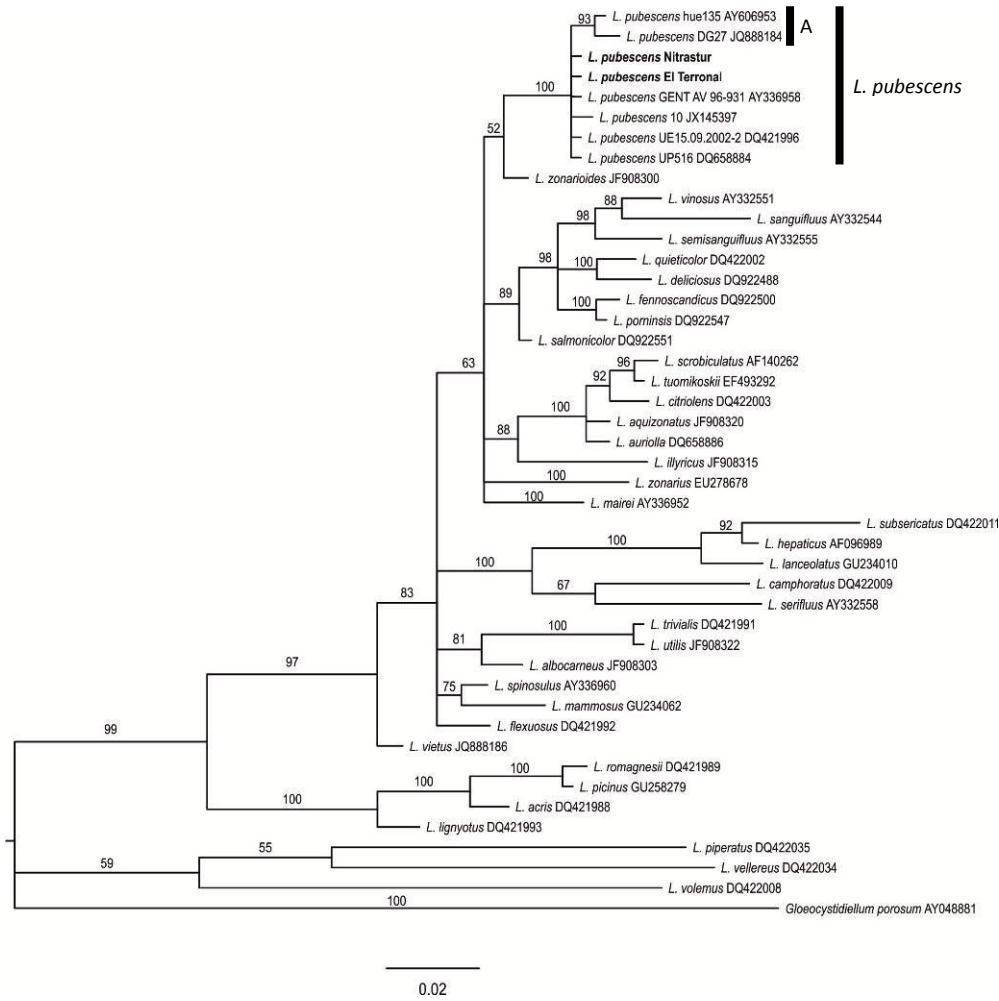 93
L. pubescens hue135 AY606953
L. pubescens DG27 JQ888184
A
L. pubescens Nitrastur
L. pubescens El Terronal
L. pubescens
100
L. pubescens GENT AV 96-931 AY336958
L. pubescens 10 JX145397
52
L. pubescens UE15.09.2002-2 DQ421996
L. pubescens UP516 DQ658884
L. zonarioides JF908300
88
L. vinosus AY332551
98
L. sanguifluus AY332544
L. semisanguifluus AY332555
98
100
L. quieticolor DQ422002
L. deliciosus DQ922488
89
100
L. fennoscandicus DQ922500
L. porninsis DQ922547
L. salmonicolor DQ922551
63
96
L. scrobiculatus AF140262
92
L. tuomikoskii EF493292
L. citriolens DQ422003
100
L. aquizonatus JF908320
88
L. auriolla DQ658886
L. illyricus JF908315
100
L. zonarius EU278678
100
L. mairei AY336952
92
L. subsericatus DQ422011
100
L. hepaticus AF096989
100
L. lanceolatus GU234010
67
L. camphoratus DQ422009
83
L. serifluus AY332558
100
L. trivialis DQ421991
81
L. utilis JF908322
L. albocarneus JF908303
97
75
L. spinosulus AY336960
L. mammosus GU234062
99
L. flexuosus DQ421992
L. vietus JQ888186
100
L. romagnesii DQ421989
100
L. picinus GU258279
100
L. acris DQ421988
L. lignyotus DQ421993
55
L. piperatus DQ422035
59
L. vellereus DQ422034
L. volemus DQ422008
100
Gloeocystidiellum porosum AY048881
0.02